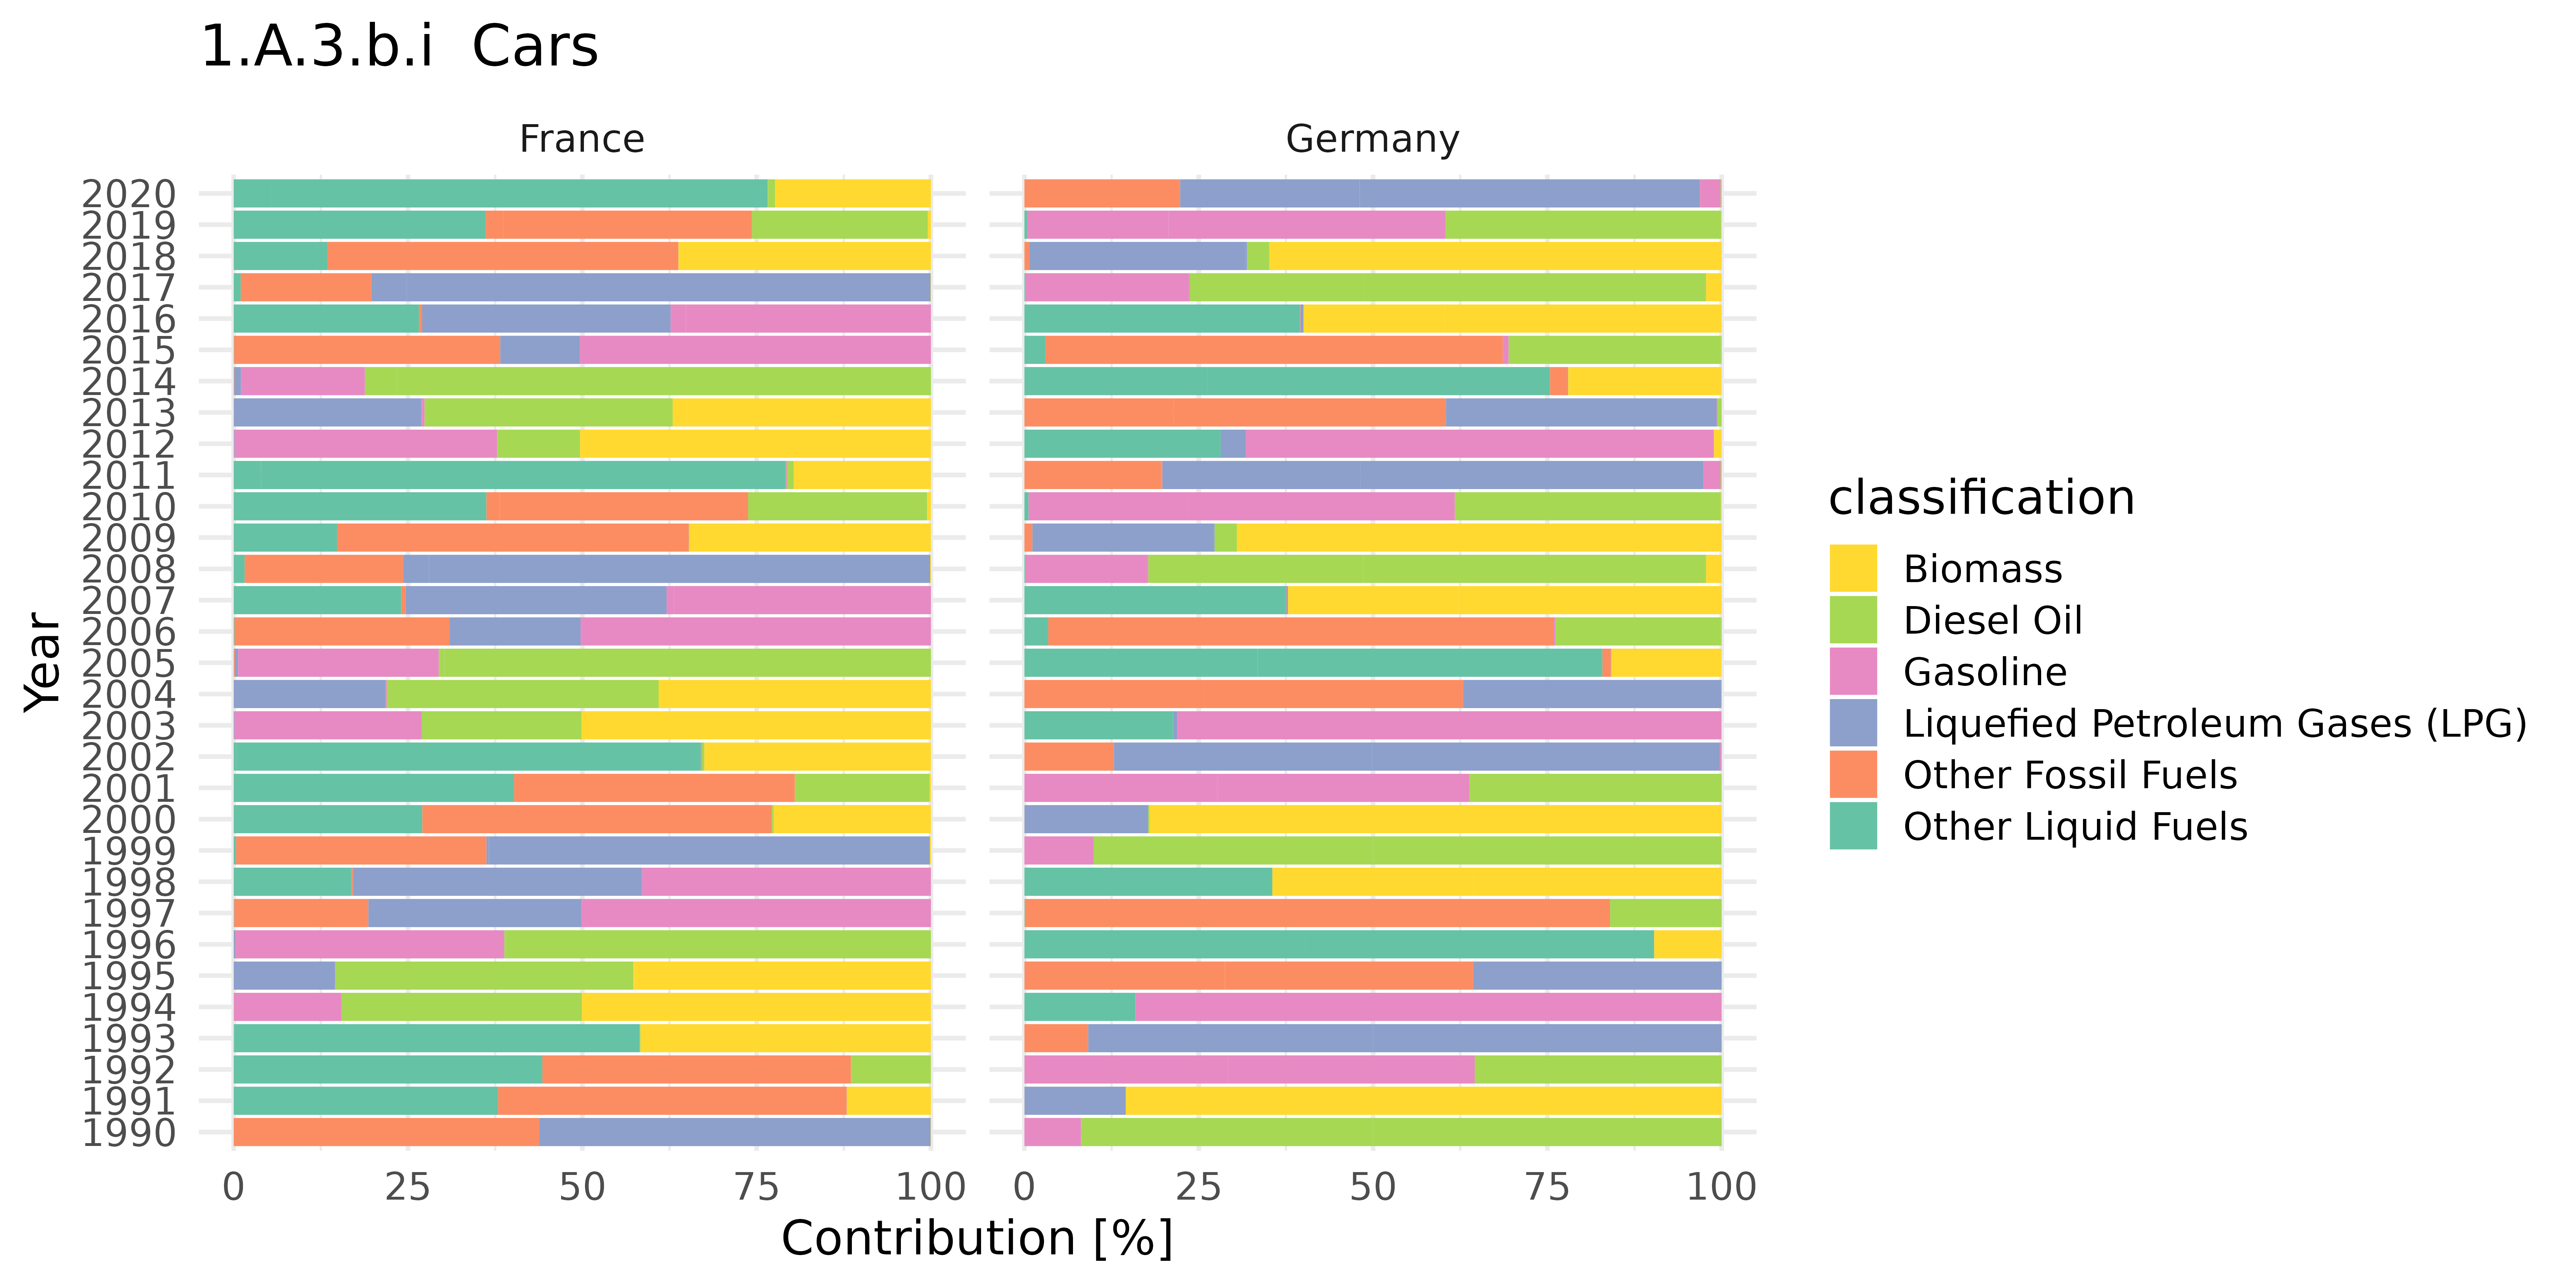 1.A.3.b.i  Cars
France
Germany
2020
2019
2018
2017
2016
2015
2014
2013
2012
2011
2010
2009
2008
2007
2006
2005
2004
2003
2002
2001
2000
1999
1998
1997
1996
1995
1994
1993
1992
1991
1990
Year
0 25 50 75 100
0 25 50 75 100
Contribution [%]
classification
Biomass
Diesel Oil
Gasoline
Liquefied Petroleum Gases (LPG)
Other Fossil Fuels
Other Liquid Fuels